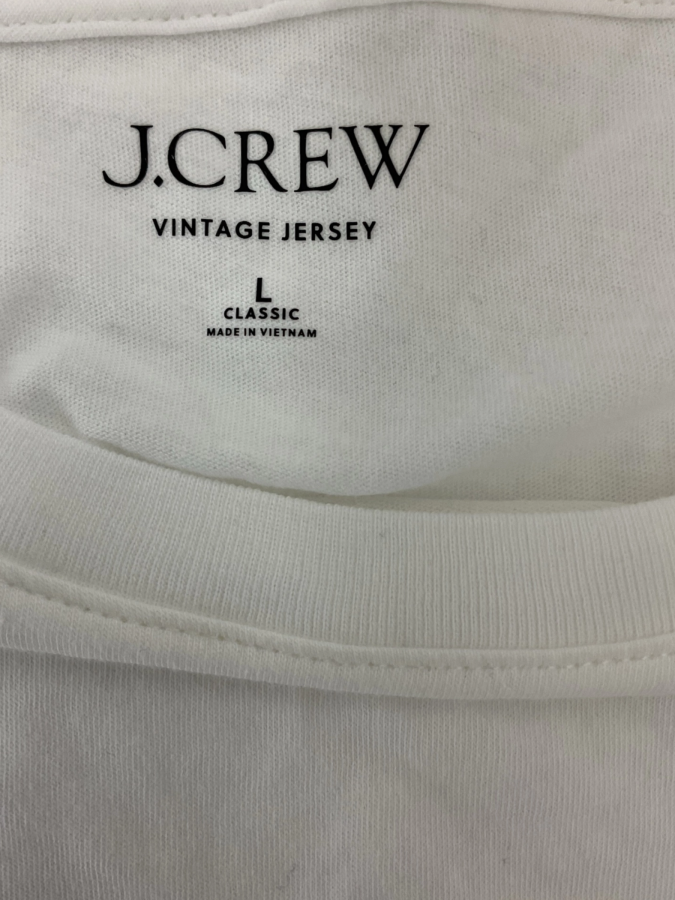 J.CREW
VINTAGE JERSEY
L
CLASSIC
MADE IN VIETNAM